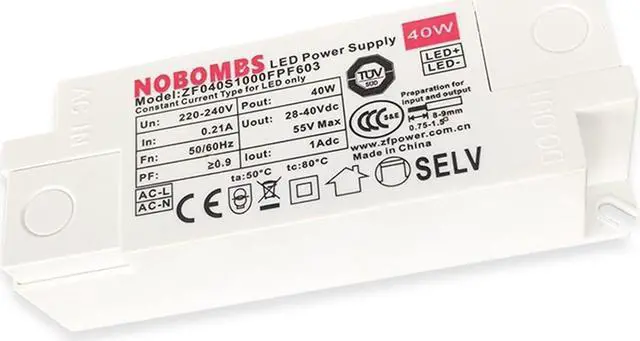 NOBOMBS LED Power Supply 40W
Model:ZF040S1000FPF603
Constant Current Type for LED only
LED+
LED-
Un: 220-240V Pout: 40W
In: 0.21A Uout: 28-40Vdc
55V Max
Fn: 50/60Hz
PF: ≥0.9 Iout: 1Adc
ta:50°C tc:80°C
TÜV
SÜD
CCC S&E
Preparation for
input and output
8-9mm
0.75-1.5
www.zfpower.com.cn
Made in China
AC-L
AC-N
CE
SELV
AC IN